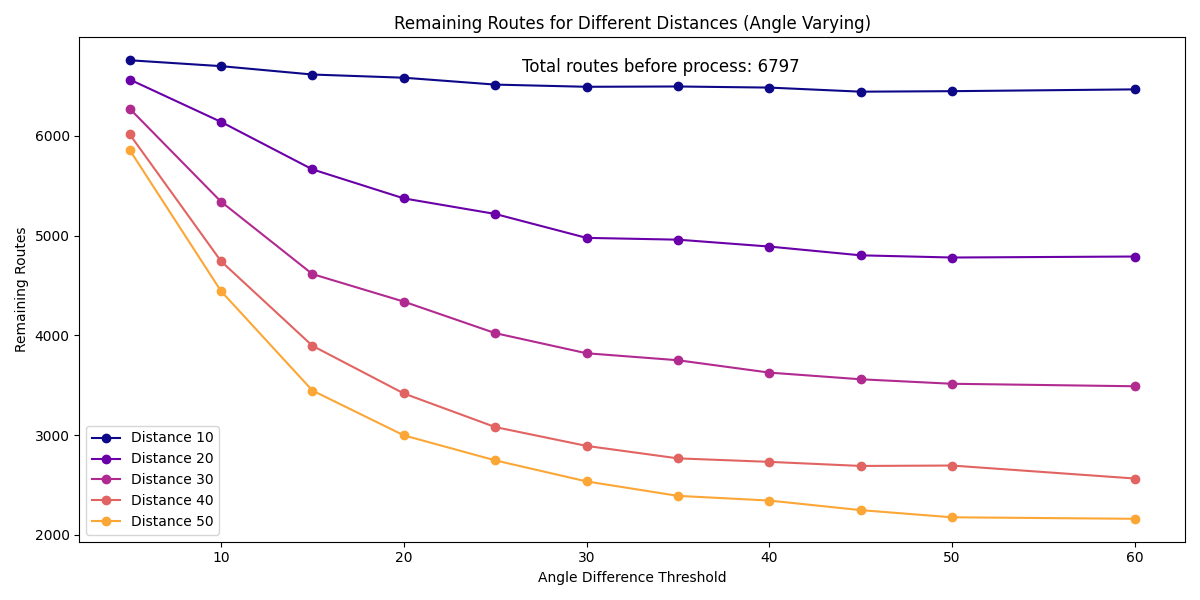 Remaining Routes for Different Distances (Angle Varying)
Total routes before process: 6797
Remaining Routes
6000
5000
4000
3000
2000
Distance 10
Distance 20
Distance 30
Distance 40
Distance 50
10 20 30 40 50 60
Angle Difference Threshold